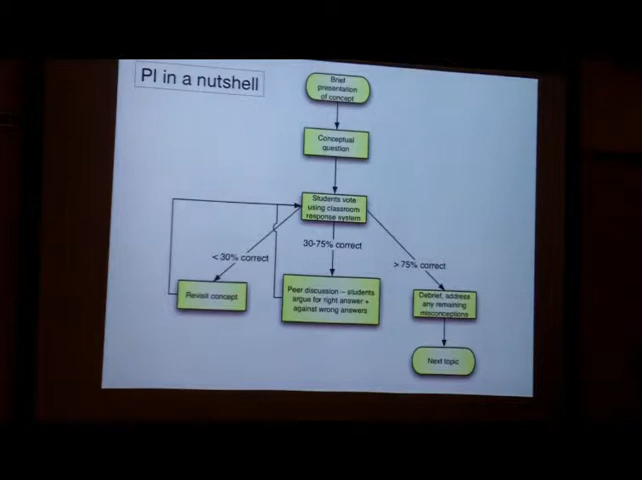 PI in a nutshell
Brief
presentation
of concept
Conceptual
question
Students vote
using classroom
response system
< 30% correct
30-75% correct
> 75% correct
Revisit concept
Peer discussion -- students
argue for right answer +
against wrong answers
Debrief, address
any remaining
misconceptions
Next topic